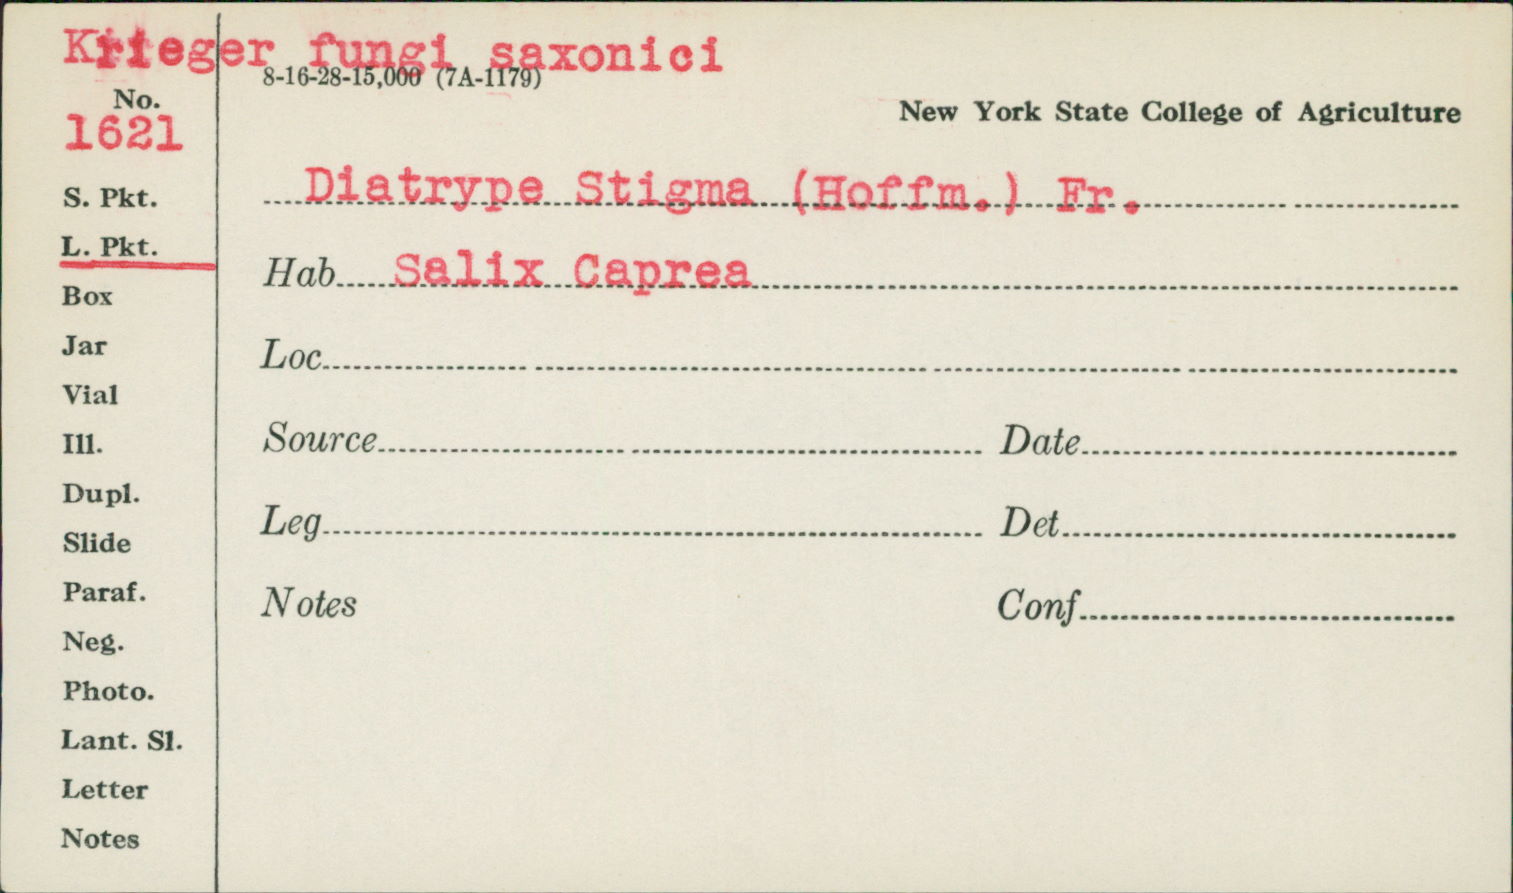 Krieger fungi saxonici
8-16-28-15,000 (7A-1179)
No.
New York State College of Agriculture
1621
Diatrype Stigma (Hoffm.) Fr.
S. Pkt.
L. Pkt.
Hab Salix Caprea
Box
Jar
Loc
Vial
Ill.
Source Date
Dupl.
Slide
Leg Det
Paraf.
Notes Conf
Neg.
Photo.
Lant. Sl.
Letter
Notes